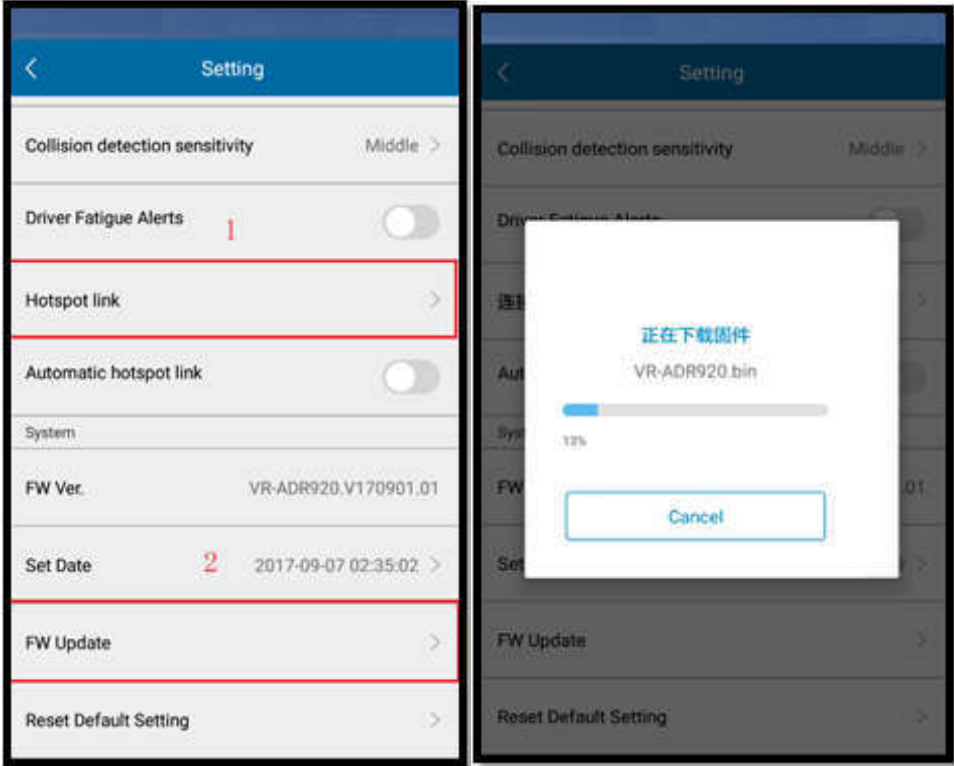 Setting
Collision detection sensitivity Middle
Driver Fatigue Alerts
1
Hotspot link
Automatic hotspot link
System
FW Ver. VR-ADR920.V170901.01
Set Date 2 2017-09-07 02:35:02
FW Update
Reset Default Setting
Setting
Collision detection sensitivity Middle
正在下载固件
VR-ADR920.bin
13%
Cancel
FW Update
Reset Default Setting